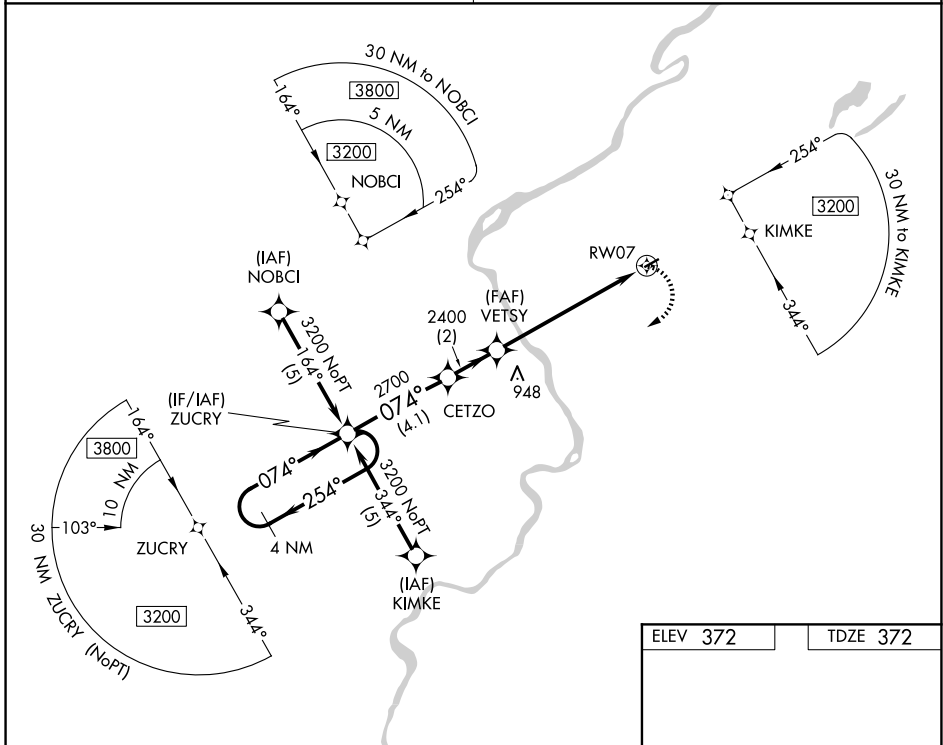 30 NM to NOBCI
3800
164°
5 NM
3200
NOBCI
254°
254°
30 NM to KIMKE
3200
KIMKE
344°
RW07
(IAF)
NOBCI
3200 NoPT
164°
(5)
(FAF)
VETSY
2400
(2)
948
2700
074°
(4.1)
CETZO
(IF/IAF)
ZUCRY
074°
254°
4 NM
3200 NoPT
344°
(5)
(IAF)
KIMKE
164°
3800
10 NM
103°
ZUCRY
3200
344°
30 NM ZUCRY (NoPT)
ELEV 372
TDZE 372